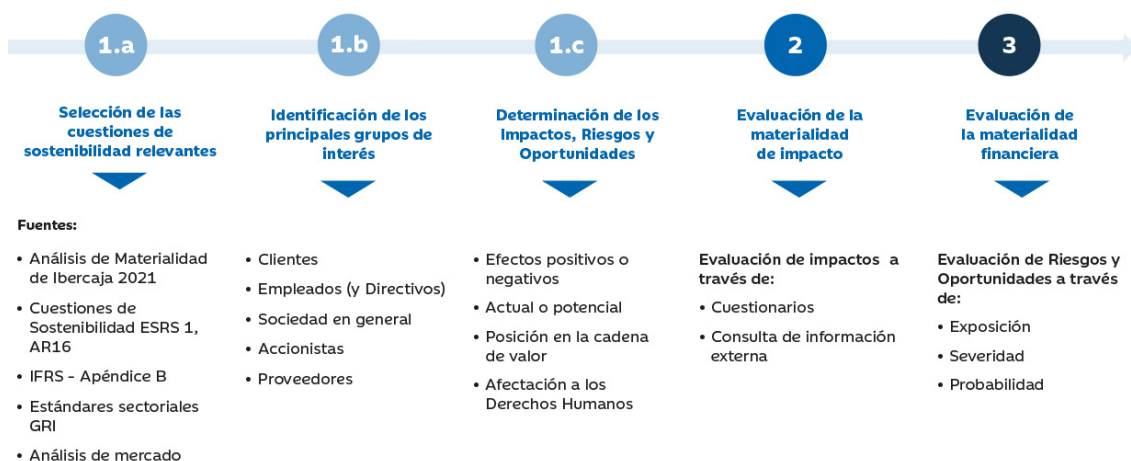 1.a
1.b
1.c
2
3
Selección de las
cuestiones de
sostenibilidad relevantes
Identificación de los
principales grupos de
interés
Determinación de los
Impactos, Riesgos y
Oportunidades
Evaluación de la
materialidad
de impacto
Evaluación de
la materialidad
financiera
Fuentes:
• Análisis de Materialidad
de Ibercaja 2021
• Cuestiones de
Sostenibilidad ESRS 1,
AR16
• IFRS - Apéndice B
• Estándares sectoriales
GRI
• Análisis de mercado
• Clientes
• Empleados (y Directivos)
• Sociedad en general
• Accionistas
• Proveedores
• Efectos positivos o
negativos
• Actual o potencial
• Posición en la cadena
de valor
• Afectación a los
Derechos Humanos
Evaluación de impactos a
través de:
• Cuestionarios
• Consulta de información
externa
Evaluación de Riesgos y
Oportunidades a través
de:
• Exposición
• Severidad
• Probabilidad